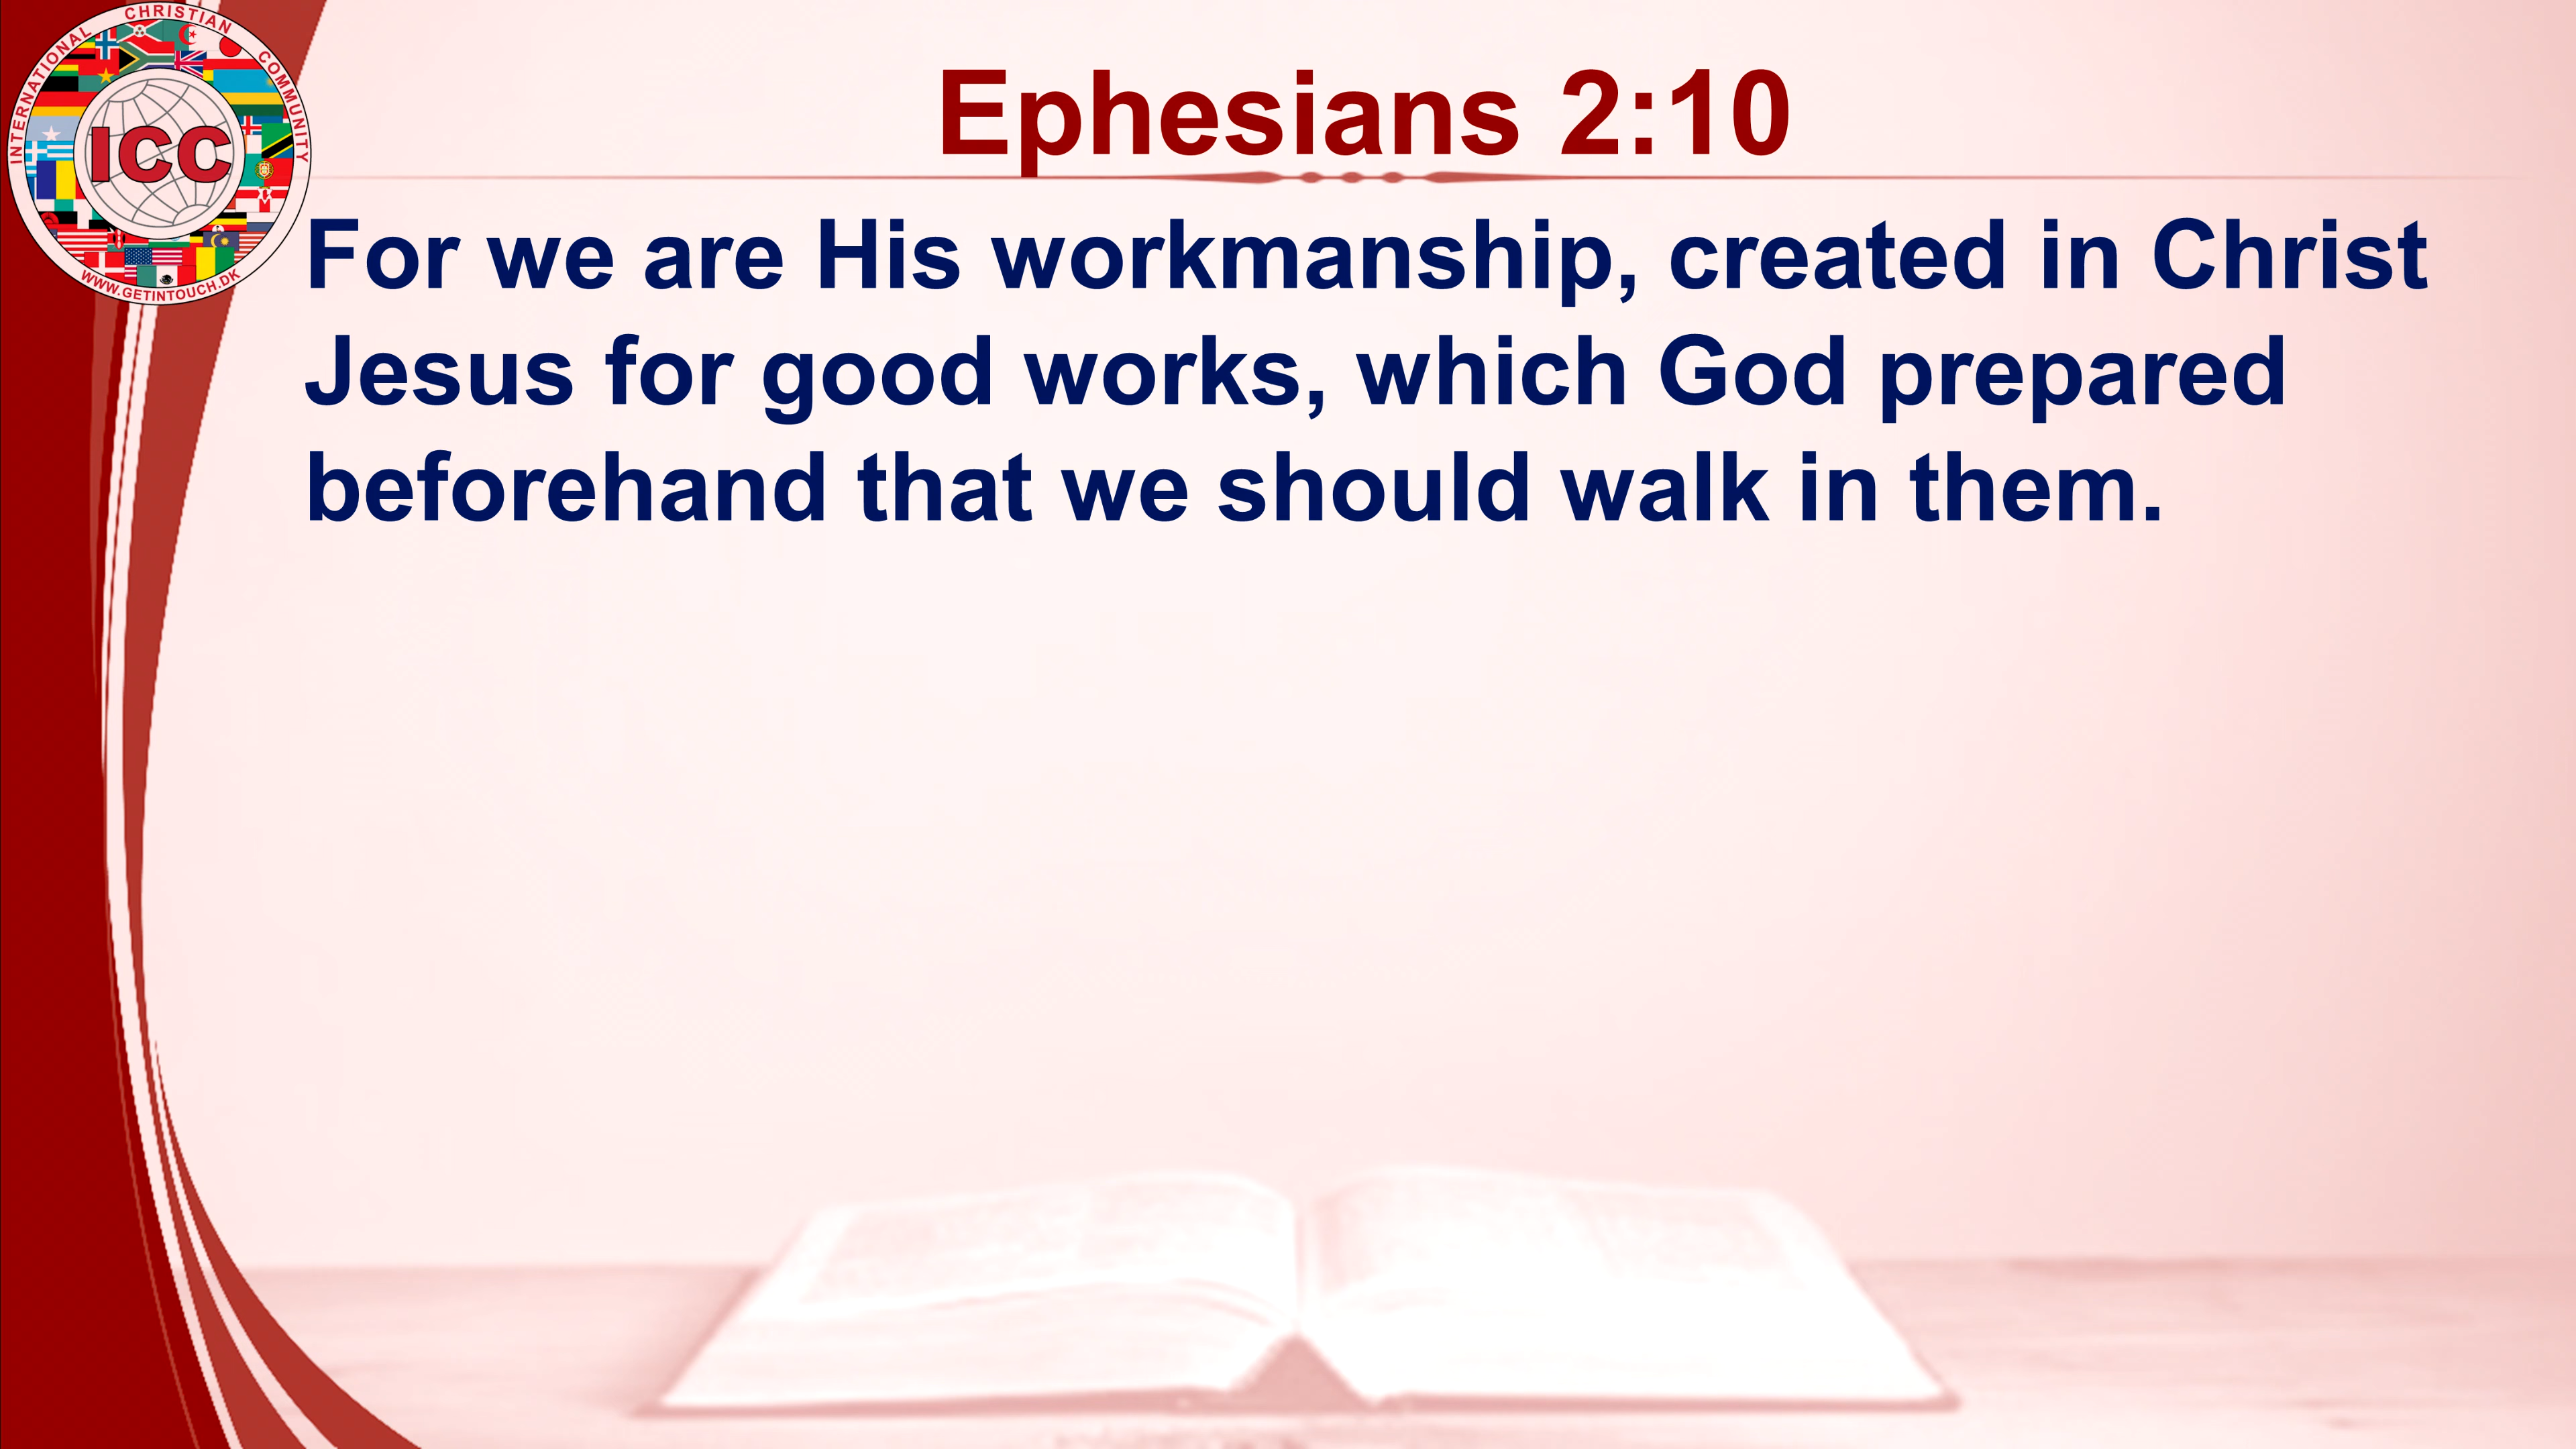 INTERNATIONAL CHRISTIAN COMMUNITY
ICC
WWW.GETINTOUCH.DK
Ephesians 2:10
For we are His workmanship, created in Christ
Jesus for good works, which God prepared
beforehand that we should walk in them.